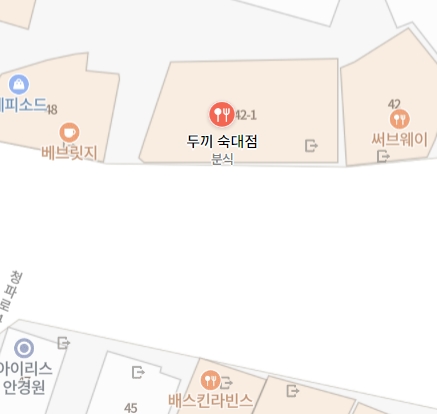 에피소드
48
베브릿지
42-1
두끼 숙대점
분식
42
써브웨이
청파로4
아이리스
안경원
45
배스킨라빈스